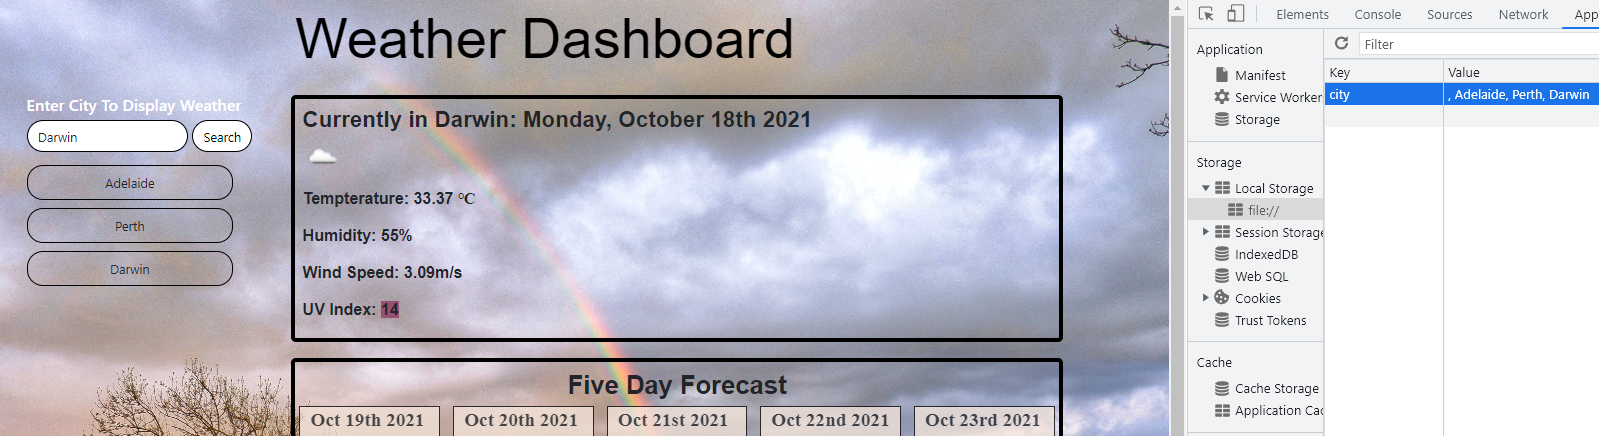 Weather Dashboard
Enter City To Display Weather
Darwin
Search
Adelaide
Perth
Darwin
Currently in Darwin: Monday, October 18th 2021
Tempterature: 33.37 °C
Humidity: 55%
Wind Speed: 3.09m/s
UV Index: 14
Five Day Forecast
Oct 19th 2021 Oct 20th 2021 Oct 21st 2021 Oct 22nd 2021 Oct 23rd 2021
Elements Console Sources Network App
Application
Manifest
Service Worker
Storage
Storage
Local Storage
file://
Session Storage
IndexedDB
Web SQL
Cookies
Trust Tokens
Cache
Cache Storage
Application Cac
Filter
Key Value
city , Adelaide, Perth, Darwin